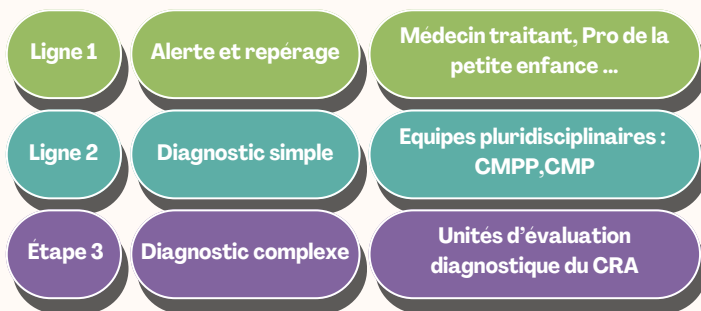 Ligne 1
Alerte et repérage
Médecin traitant, Pro de la
petite enfance ...
Ligne 2
Diagnostic simple
Equipes pluridisciplinaires :
CMPP,CMP
Étape 3
Diagnostic complexe
Unités d'évaluation
diagnostique du CRA